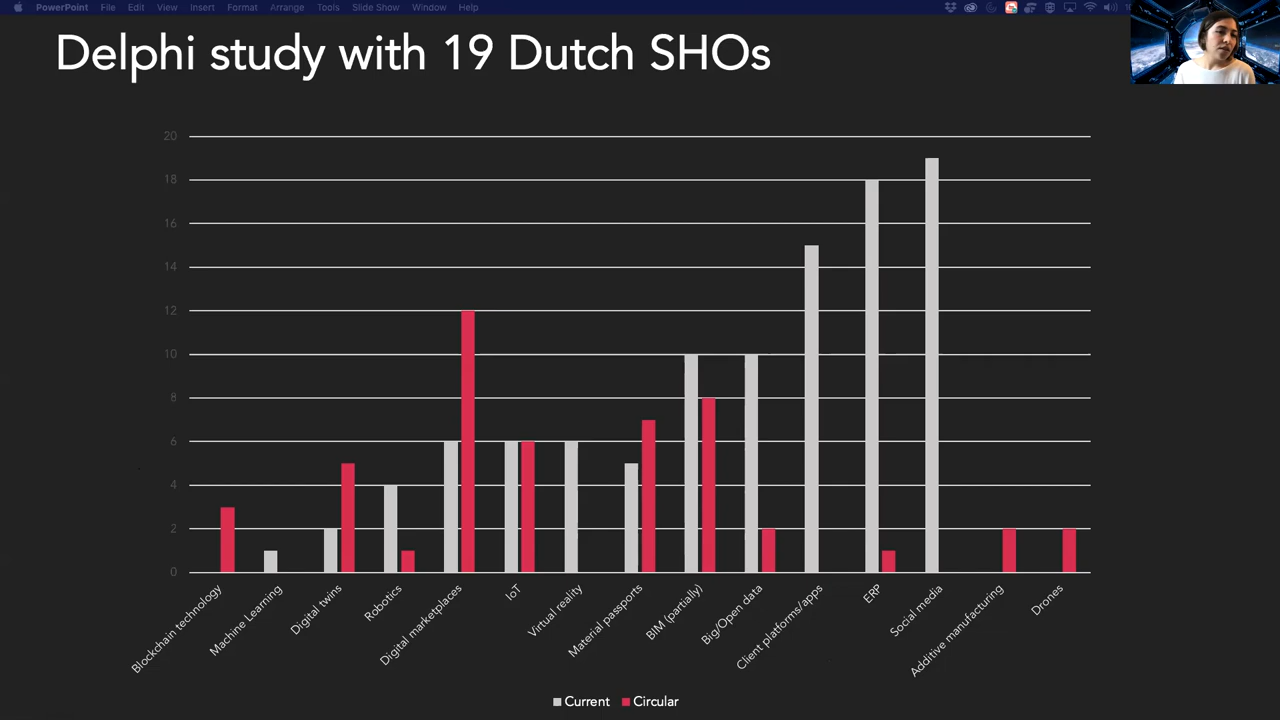 PowerPoint File Edit View Insert Format Arrange Tools Slide Show Window Help
Delphi study with 19 Dutch SHOs
20
18
16
14
12
10
8
6
4
2
0
Blockchain technology
Machine Learning
Digital twins
Robotics
Digital marketplaces
IoT
Virtual reality
Material passports
BIM (partially)
Big/Open data
Client platforms/apps
ERP
Social media
Additive manufacturing
Drones
Current Circular